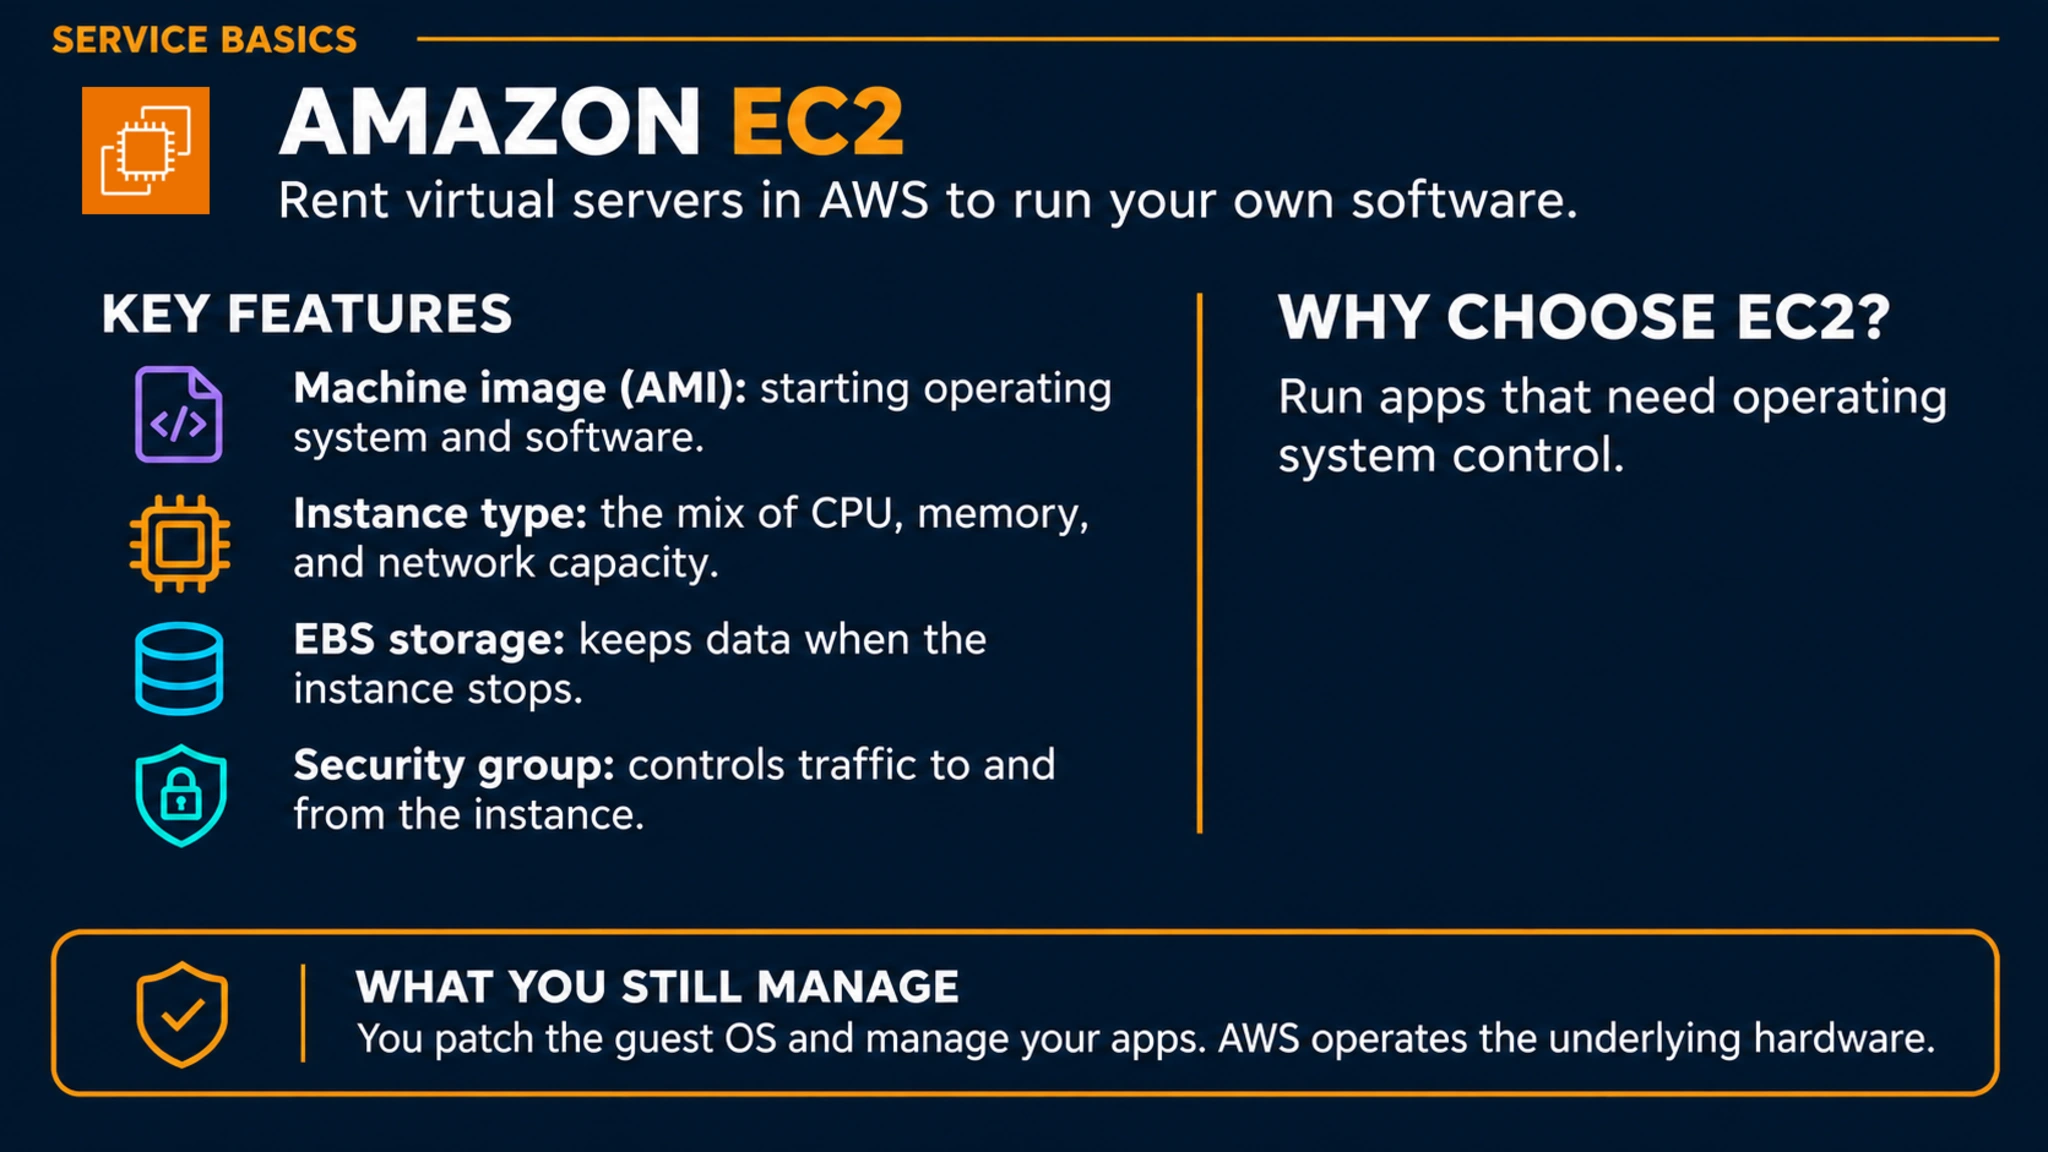 SERVICE BASICS
AMAZON EC2
Rent virtual servers in AWS to run your own software.
KEY FEATURES
Machine image (AMI): starting operating
system and software.
Instance type: the mix of CPU, memory,
and network capacity.
EBS storage: keeps data when the
instance stops.
Security group: controls traffic to and
from the instance.
WHY CHOOSE EC2?
Run apps that need operating
system control.
WHAT YOU STILL MANAGE
You patch the guest OS and manage your apps. AWS operates the underlying hardware.